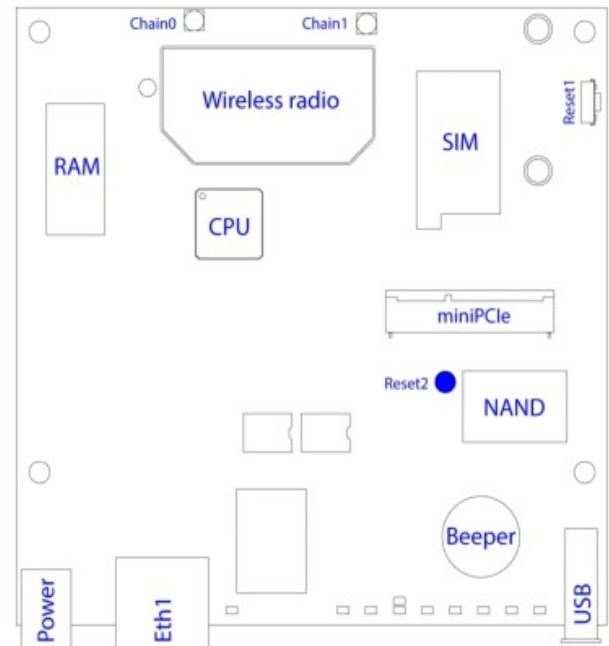 Chain0
Chain1
Wireless radio
Reset1
RAM
SIM
CPU
miniPCIe
Reset2
NAND
Beeper
Power
Eth1
USB